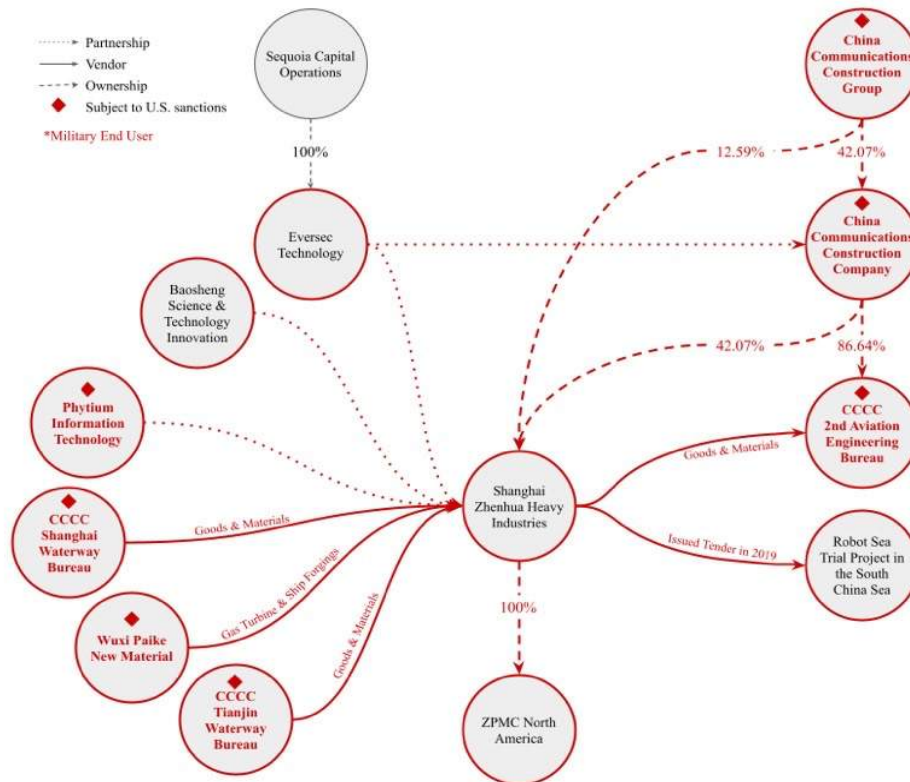 Partnership
Vendor
Ownership
Subject to U.S. sanctions
*Military End User
Sequoia Capital
Operations
China
Communications
Construction
Group
100%
12.59%
42.07%
Eversec
Technology
China
Communications
Construction
Company
Baosheng
Science &
Technology
Innovation
42.07%
86.64%
Phytium
Information
Technology
CCCC
2nd Aviation
Engineering
Bureau
Goods & Materials
Shanghai
Zhenhua Heavy
Industries
CCCC
Shanghai
Waterway
Bureau
Goods & Materials
Issued Tender in 2019
Robot Sea
Trial Project in
the South
China Sea
Gas Turbine & Ship Forgings
Wuxi Paike
New Material
Goods & Materials
100%
CCCC
Tianjin
Waterway
Bureau
ZPMC North
America